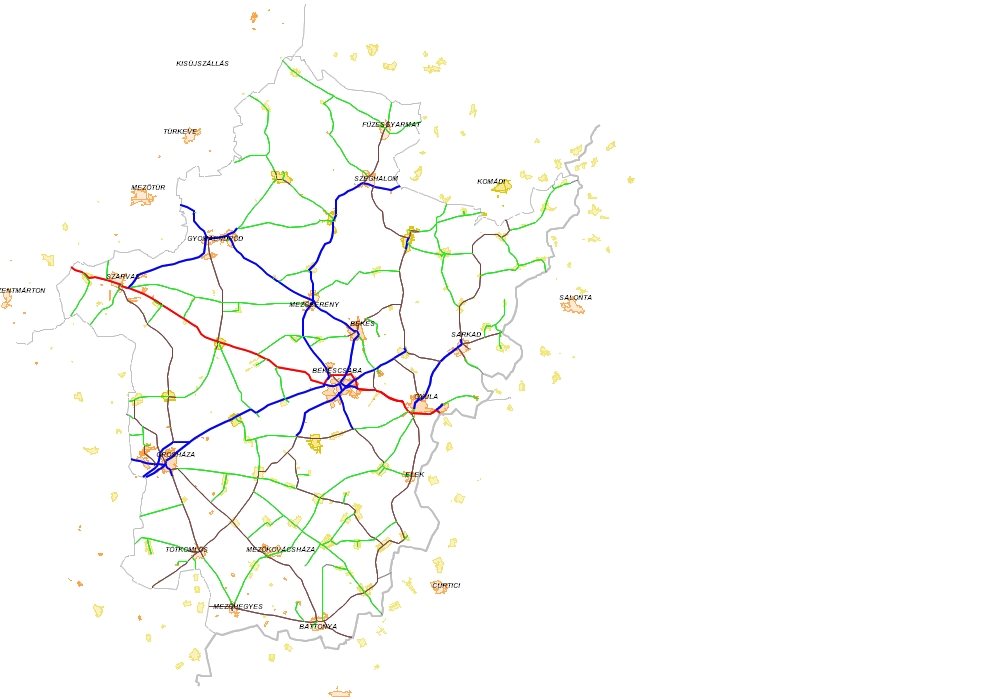 KISÚJSZÁLLÁS
FÜZESGYARMAT
TÚRKEVE
SZEGHALOM
KOMÁDI
MEZŐTÚR
GYOMAENDRŐD
SZARVAS
ZENTMÁRTON
SALONTA
MEZŐBERÉNY
BÉKÉS
SARKAD
BÉKÉSCSABA
GYULA
OROSHÁZA
ELEK
TÓTKOMLÓS
MEZŐKOVÁCSHÁZA
CURTICI
MEZŐHEGYES
BATTONYA